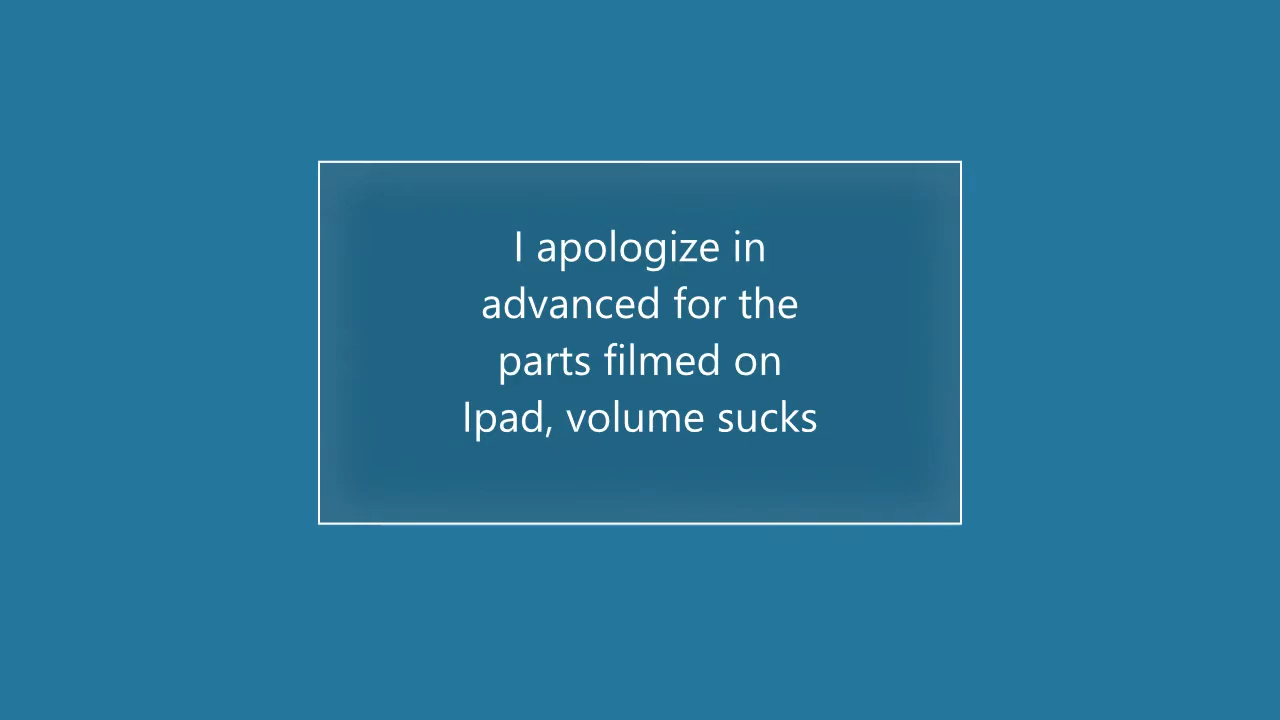 I apologize in
advanced for the
parts filmed on
Ipad, volume sucks